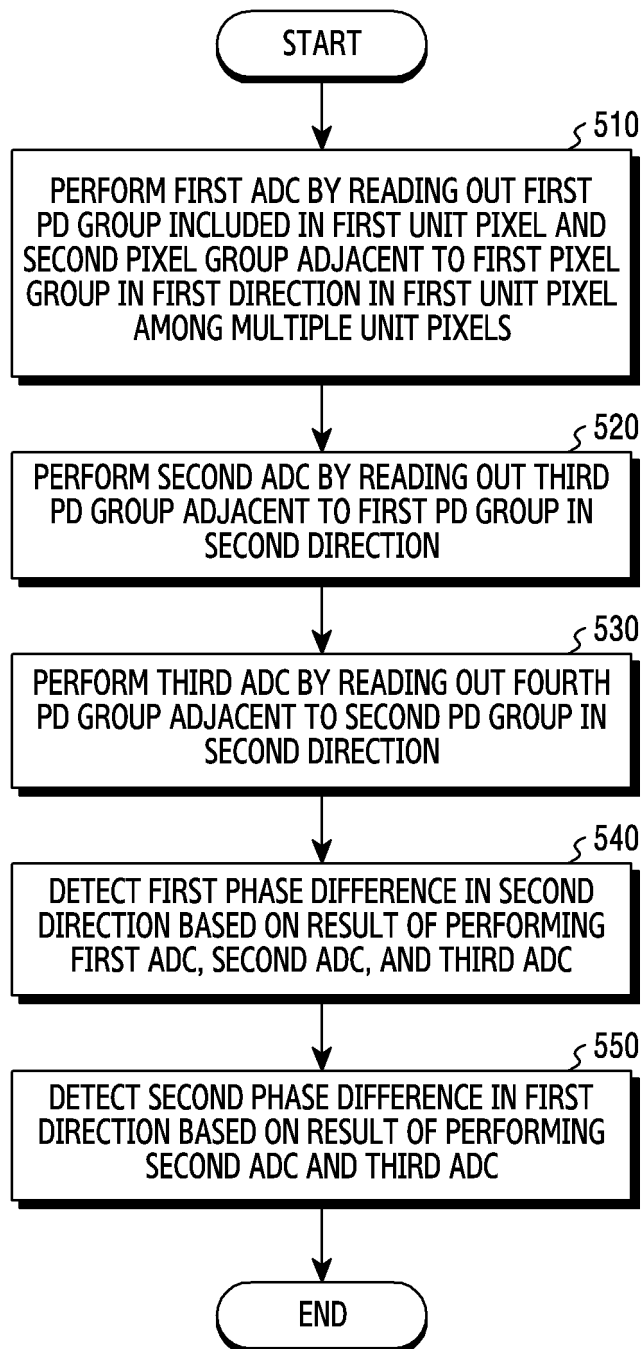 START
510
PERFORM FIRST ADC BY READING OUT FIRST
PD GROUP INCLUDED IN FIRST UNIT PIXEL AND
SECOND PIXEL GROUP ADJACENT TO FIRST PIXEL
GROUP IN FIRST DIRECTION IN FIRST UNIT PIXEL
AMONG MULTIPLE UNIT PIXELS
520
PERFORM SECOND ADC BY READING OUT THIRD
PD GROUP ADJACENT TO FIRST PD GROUP IN
SECOND DIRECTION
530
PERFORM THIRD ADC BY READING OUT FOURTH
PD GROUP ADJACENT TO SECOND PD GROUP IN
SECOND DIRECTION
540
DETECT FIRST PHASE DIFFERENCE IN SECOND
DIRECTION BASED ON RESULT OF PERFORMING
FIRST ADC, SECOND ADC, AND THIRD ADC
550
DETECT SECOND PHASE DIFFERENCE IN FIRST
DIRECTION BASED ON RESULT OF PERFORMING
SECOND ADC AND THIRD ADC
END